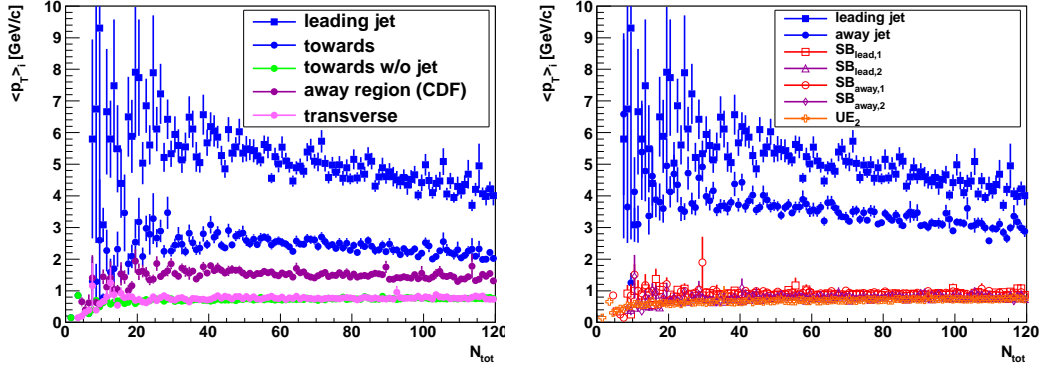 <p_T>_i [GeV/c]
10
9
8
7
6
5
4
3
2
1
0
0
20
40
60
80
100
120
N_tot
leading jet
towards
towards w/o jet
away region (CDF)
transverse
<p_T>_i [GeV/c]
10
9
8
7
6
5
4
3
2
1
0
0
20
40
60
80
100
120
N_tot
leading jet
away jet
SB_lead,1
SB_lead,2
SB_away,1
SB_away,2
UE_2